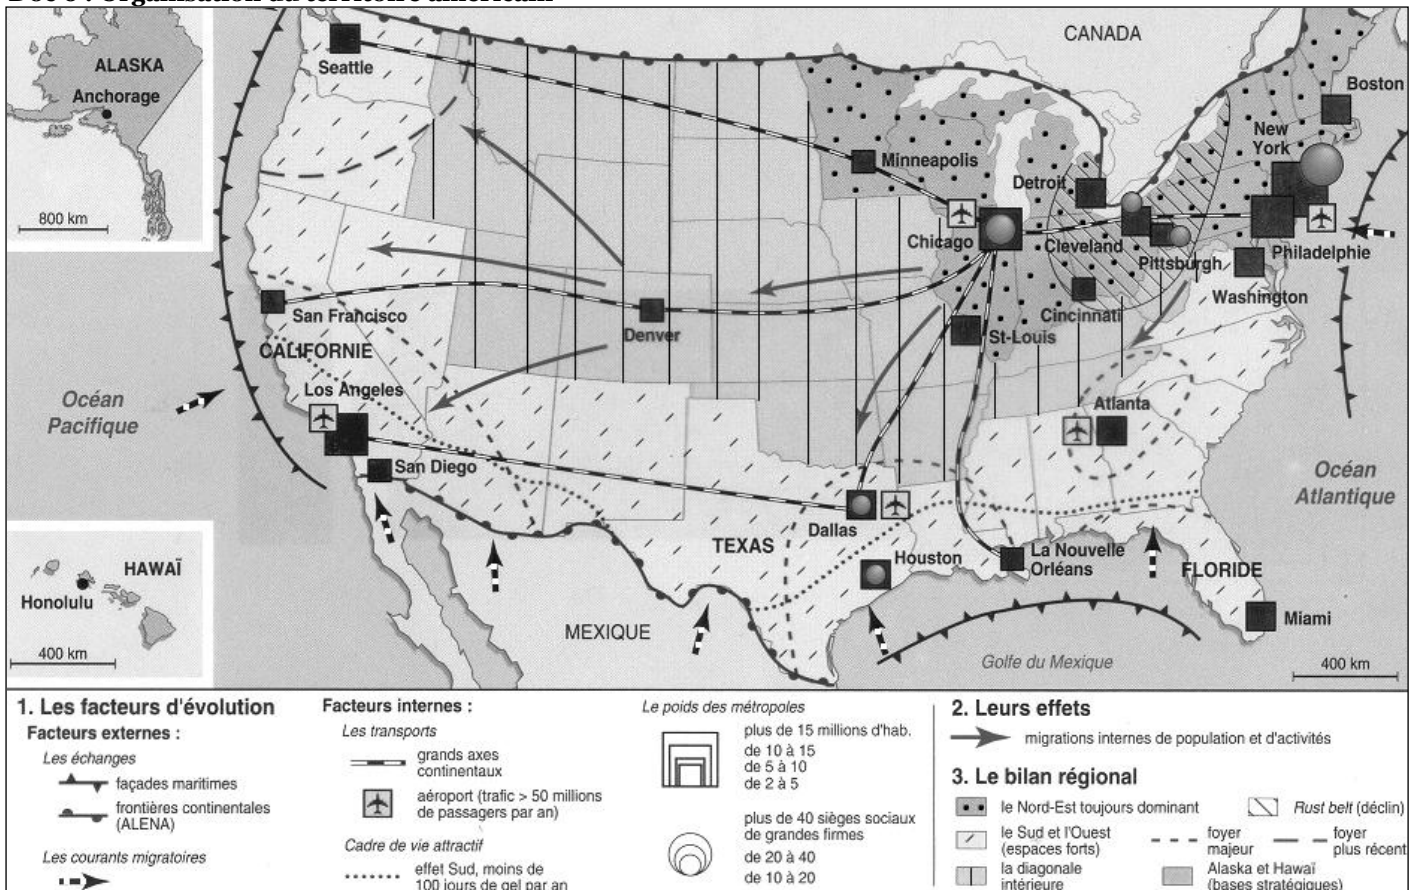 Doc 3 : Organisation du territoire américain
CANADA
ALASKA
Anchorage
800 km
Seattle
Boston
New
York
Minneapolis
Detroit
Chicago
Cleveland
Pittsburgh
Philadelphie
Washington
Cincinnati
St-Louis
San Francisco
Denver
CALIFORNIE
Los Angeles
Océan
Pacifique
San Diego
Atlanta
Océan
Atlantique
Dallas
TEXAS
Houston
La Nouvelle
Orléans
FLORIDE
Miami
HAWAÏ
Honolulu
400 km
MEXIQUE
Golfe du Mexique
400 km
1. Les facteurs d'évolution
Facteurs externes :
Les échanges
façades maritimes
frontières continentales
(ALENA)
Les courants migratoires
Facteurs internes :
Les transports
grands axes
continentaux
aéroport (trafic > 50 millions
de passagers par an)
Cadre de vie attractif
effet Sud, moins de
100 jours de gel par an
Le poids des métropoles
plus de 15 millions d'hab.
de 10 à 15
de 5 à 10
de 2 à 5
plus de 40 sièges sociaux
de grandes firmes
de 20 à 40
de 10 à 20
2. Leurs effets
migrations internes de population et d'activités
3. Le bilan régional
le Nord-Est toujours dominant
Rust belt (déclin)
le Sud et l'Ouest
(espaces forts)
foyer
majeur
foyer
plus récent
la diagonale
intérieure
Alaska et Hawaï
(bases stratégiques)